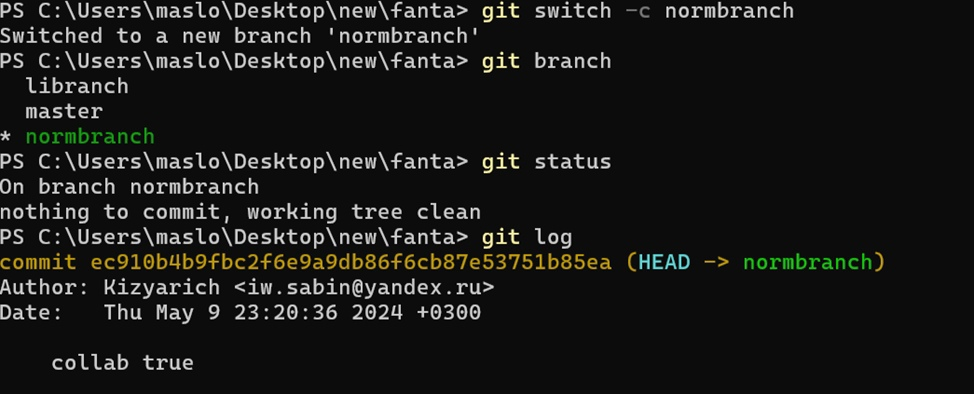 PS C:\Users\maslo\Desktop\new\fanta> git switch -c normbranch
Switched to a new branch 'normbranch'
PS C:\Users\maslo\Desktop\new\fanta> git branch
  libranch
  master
* normbranch
PS C:\Users\maslo\Desktop\new\fanta> git status
On branch normbranch
nothing to commit, working tree clean
PS C:\Users\maslo\Desktop\new\fanta> git log
commit ec910b4b9fbc2f6e9a9db86f6cb87e53751b85ea (HEAD -> normbranch)
Author: Kizyarich <iw.sabin@yandex.ru>
Date:   Thu May 9 23:20:36 2024 +0300

    collab true